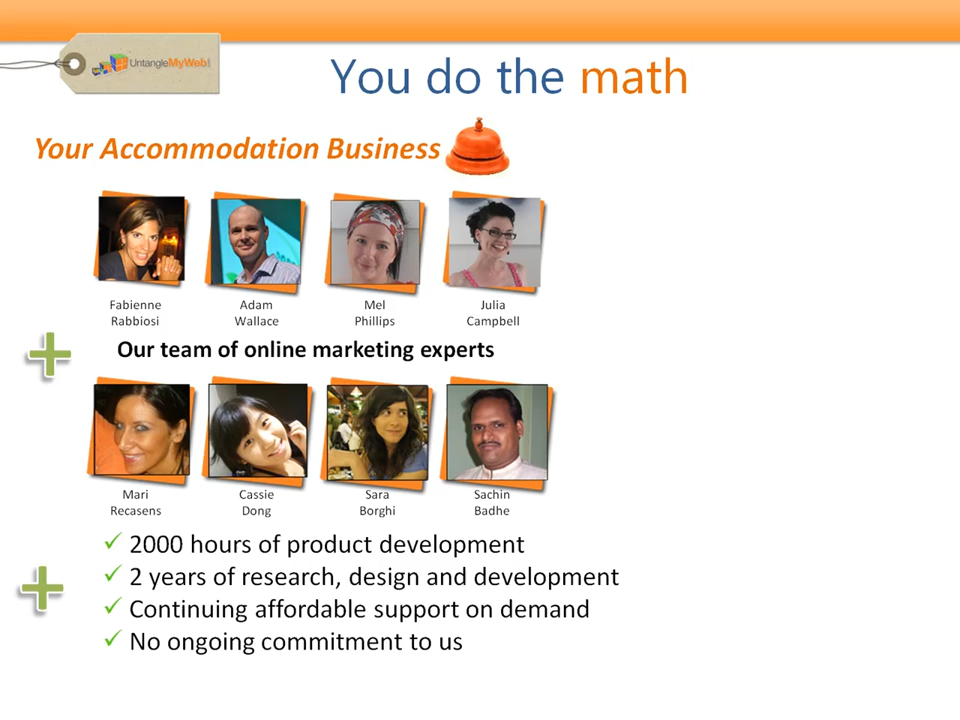 UntangleMyWeb!
You do the math
Your Accommodation Business
Fabienne
Rabbiosi
Adam
Wallace
Mel
Phillips
Julia
Campbell
Our team of online marketing experts
Mari
Recasens
Cassie
Dong
Sara
Borghi
Sachin
Badhe
2000 hours of product development
2 years of research, design and development
Continuing affordable support on demand
No ongoing commitment to us